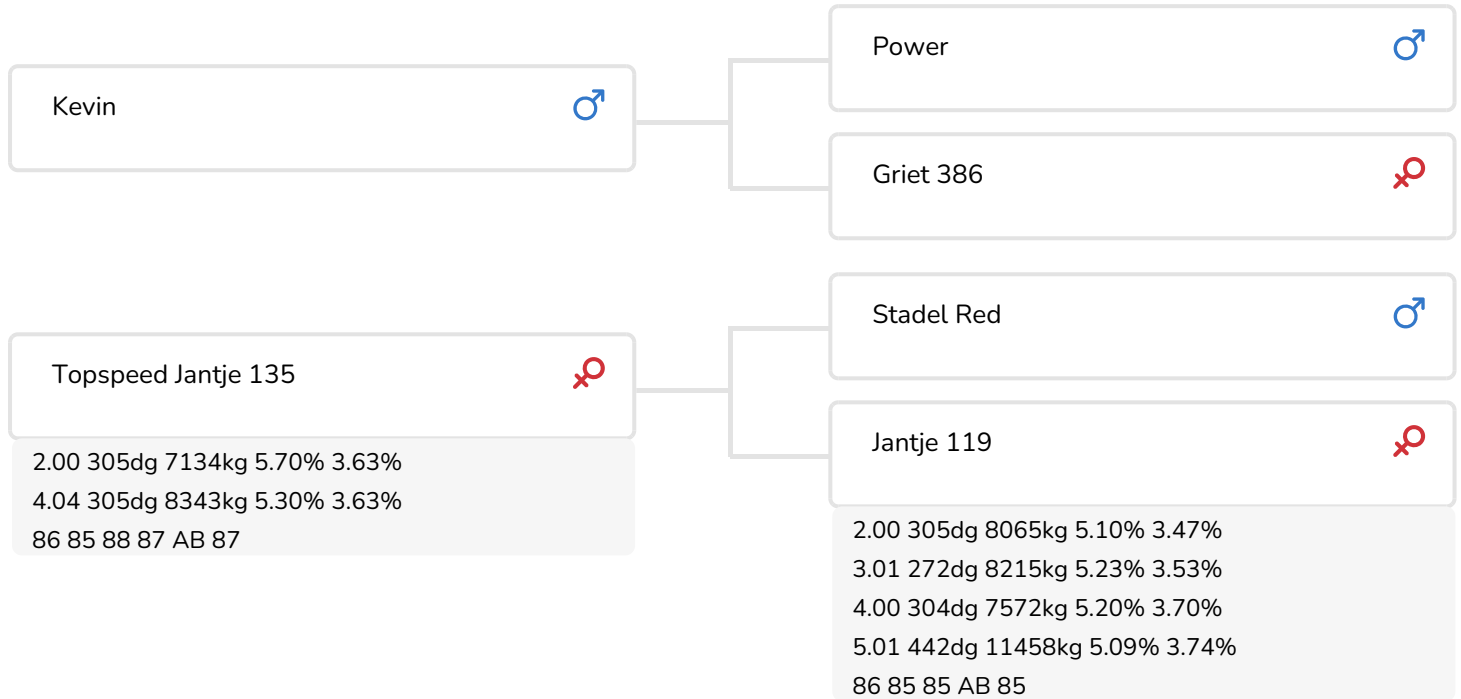 Power
Kevin
Griet 386
Stadel Red
Topspeed Jantje 135
Jantje 119
2.00 305dg 7134kg 5.70% 3.63%
4.04 305dg 8343kg 5.30% 3.63%
86 85 88 87 AB 87
2.00 305dg 8065kg 5.10% 3.47%
3.01 272dg 8215kg 5.23% 3.53%
4.00 304dg 7572kg 5.20% 3.70%
5.01 442dg 11458kg 5.09% 3.74%
86 85 85 AB 85